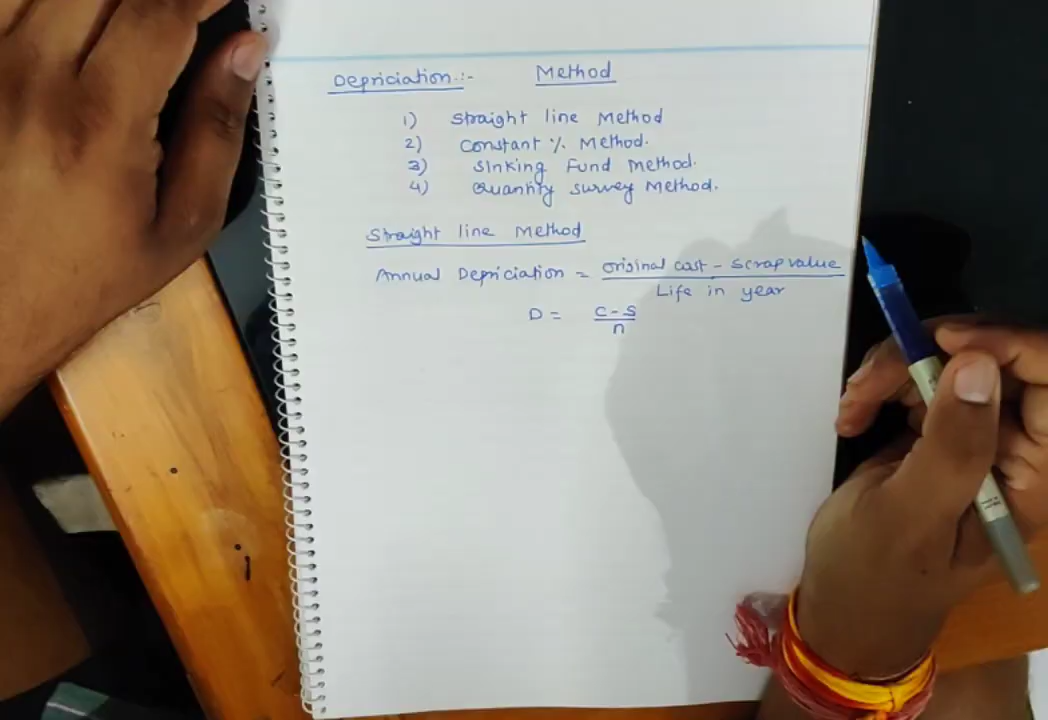 Depriciation :- Method
1) Straight line Method
2) Constant % Method.
3) Sinking Fund Method.
4) Quantity survey Method.
Straight line Method
Annual Depriciation = original cost - scrap value / Life in year
D = C - S / n